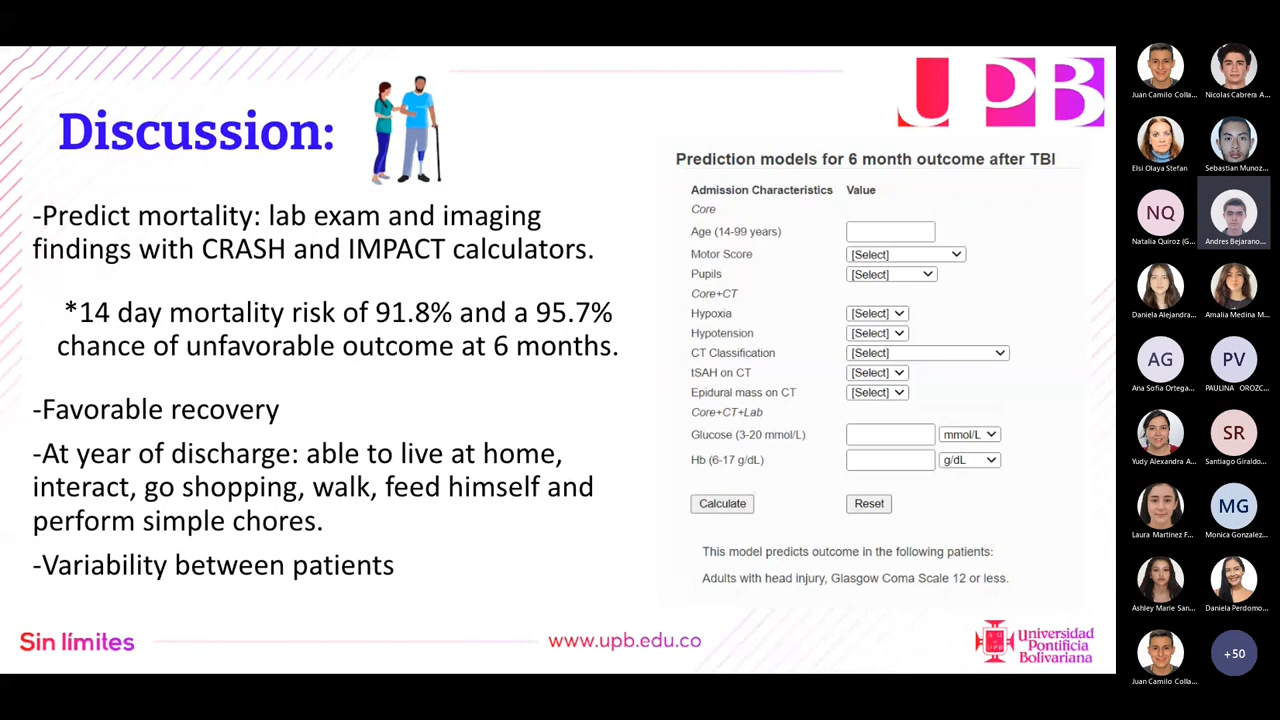 Discussion:
UPB
-Predict mortality: lab exam and imaging
findings with CRASH and IMPACT calculators.
*14 day mortality risk of 91.8% and a 95.7%
chance of unfavorable outcome at 6 months.
-Favorable recovery
-At year of discharge: able to live at home,
interact, go shopping, walk, feed himself and
perform simple chores.
-Variability between patients
Prediction models for 6 month outcome after TBI
Admission Characteristics Value
Core
Age (14-99 years)
Motor Score [Select]
Pupils [Select]
Core+CT
Hypoxia [Select]
Hypotension [Select]
CT Classification [Select]
tSAH on CT [Select]
Epidural mass on CT [Select]
Core+CT+Lab
Glucose (3-20 mmol/L) mmol/L
Hb (6-17 g/dL) g/dL
Calculate Reset
This model predicts outcome in the following patients:
Adults with head injury, Glasgow Coma Scale 12 or less.
Sin límites
www.upb.edu.co
Universidad
Pontificia
Bolivariana
Juan Camilo Colla... Nicolas Cabrera A...
Elsi Olaya Stefan Sebastian Munoz...
NQ
Natalia Quiroz (G... Andres Bejarano...
Daniela Alejandra... Amalia Medina M...
AG PV
Ana Sofia Ortega... PAULINA OROZC...
SR
Yudy Alexandra A... Santiago Giraldo...
MG
Laura Martinez F... Monica Gonzalez...
Ashley Marie San... Daniela Perdomo...
+50
Juan Camilo Colla...